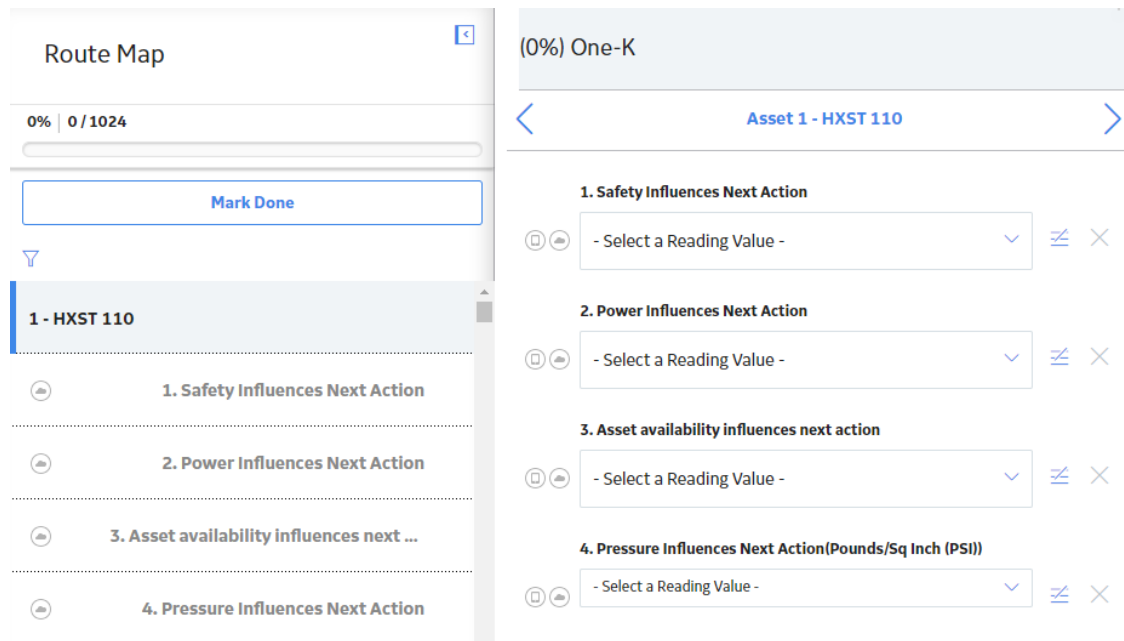 Route Map
0% 0 / 1024
Mark Done
1 - HXST 110
1. Safety Influences Next Action
2. Power Influences Next Action
3. Asset availability influences next ...
4. Pressure Influences Next Action
(0%) One-K
Asset 1 - HXST 110
1. Safety Influences Next Action
- Select a Reading Value -
2. Power Influences Next Action
- Select a Reading Value -
3. Asset availability influences next action
- Select a Reading Value -
4. Pressure Influences Next Action(Pounds/Sq Inch (PSI))
- Select a Reading Value -